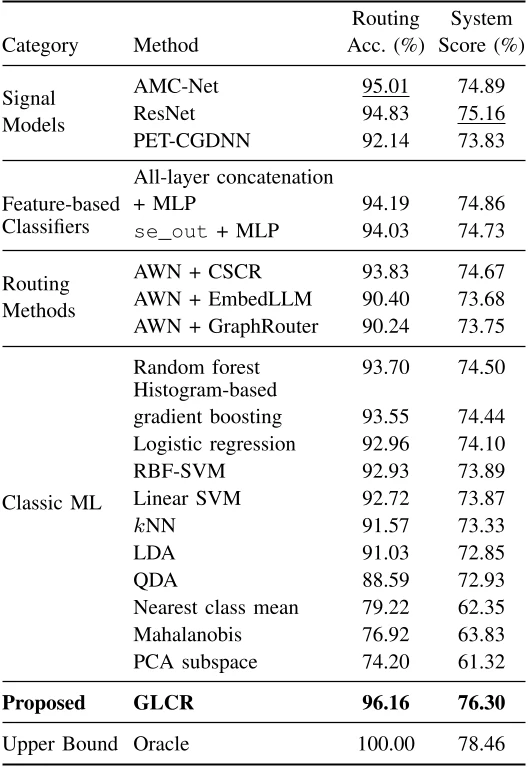 Category Method Routing Acc. (%) System Score (%)
Signal Models AMC-Net 95.01 74.89
ResNet 94.83 75.16
PET-CGDNN 92.14 73.83
Feature-based Classifiers All-layer concatenation + MLP 94.19 74.86
se_out + MLP 94.03 74.73
Routing Methods AWN + CSCR 93.83 74.67
AWN + EmbedLLM 90.40 73.68
AWN + GraphRouter 90.24 73.75
Classic ML Random forest 93.70 74.50
Histogram-based gradient boosting 93.55 74.44
Logistic regression 92.96 74.10
RBF-SVM 92.93 73.89
Linear SVM 92.72 73.87
kNN 91.57 73.33
LDA 91.03 72.85
QDA 88.59 72.93
Nearest class mean 79.22 62.35
Mahalanobis 76.92 63.83
PCA subspace 74.20 61.32
Proposed GLCR 96.16 76.30
Upper Bound Oracle 100.00 78.46